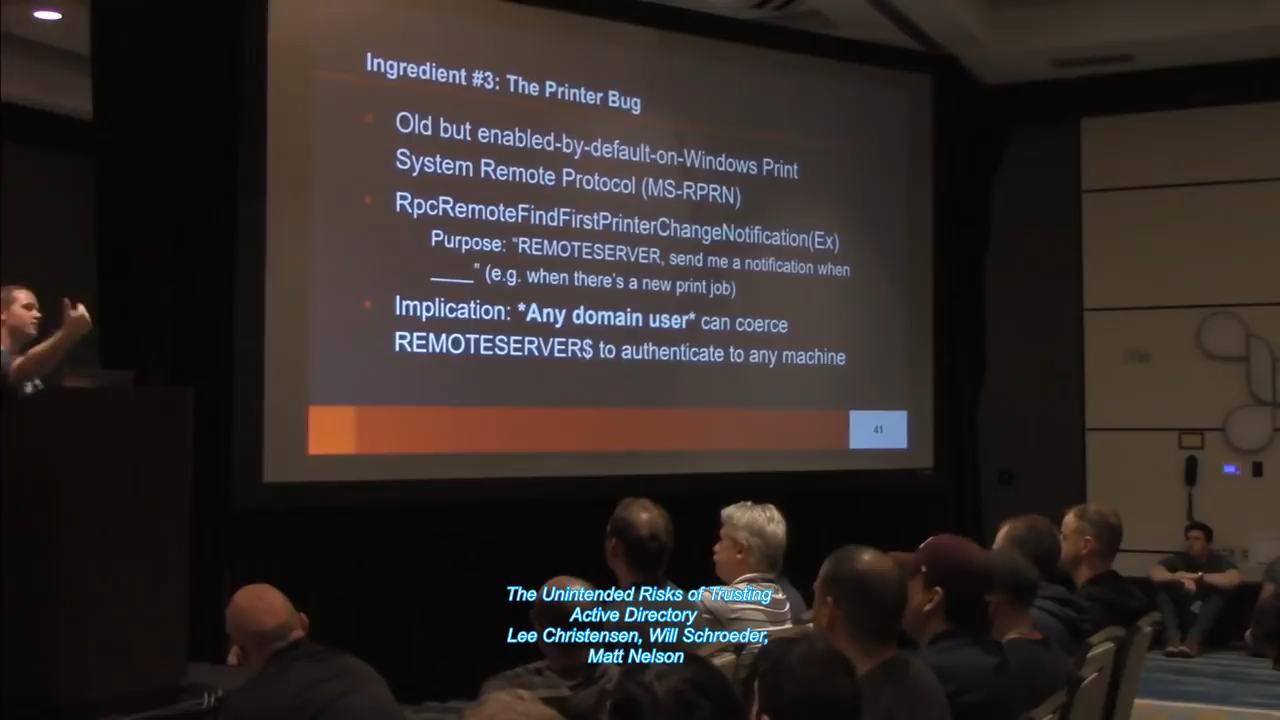 Ingredient #3: The Printer Bug
Old but enabled-by-default-on-Windows Print
System Remote Protocol (MS-RPRN)
RpcRemoteFindFirstPrinterChangeNotification(Ex)
Purpose: “REMOTESERVER, send me a notification when
____” (e.g. when there’s a new print job)
Implication: *Any domain user* can coerce
REMOTESERVER$ to authenticate to any machine
41
The Unintended Risks of Trusting
Active Directory
Lee Christensen, Will Schroeder,
Matt Nelson